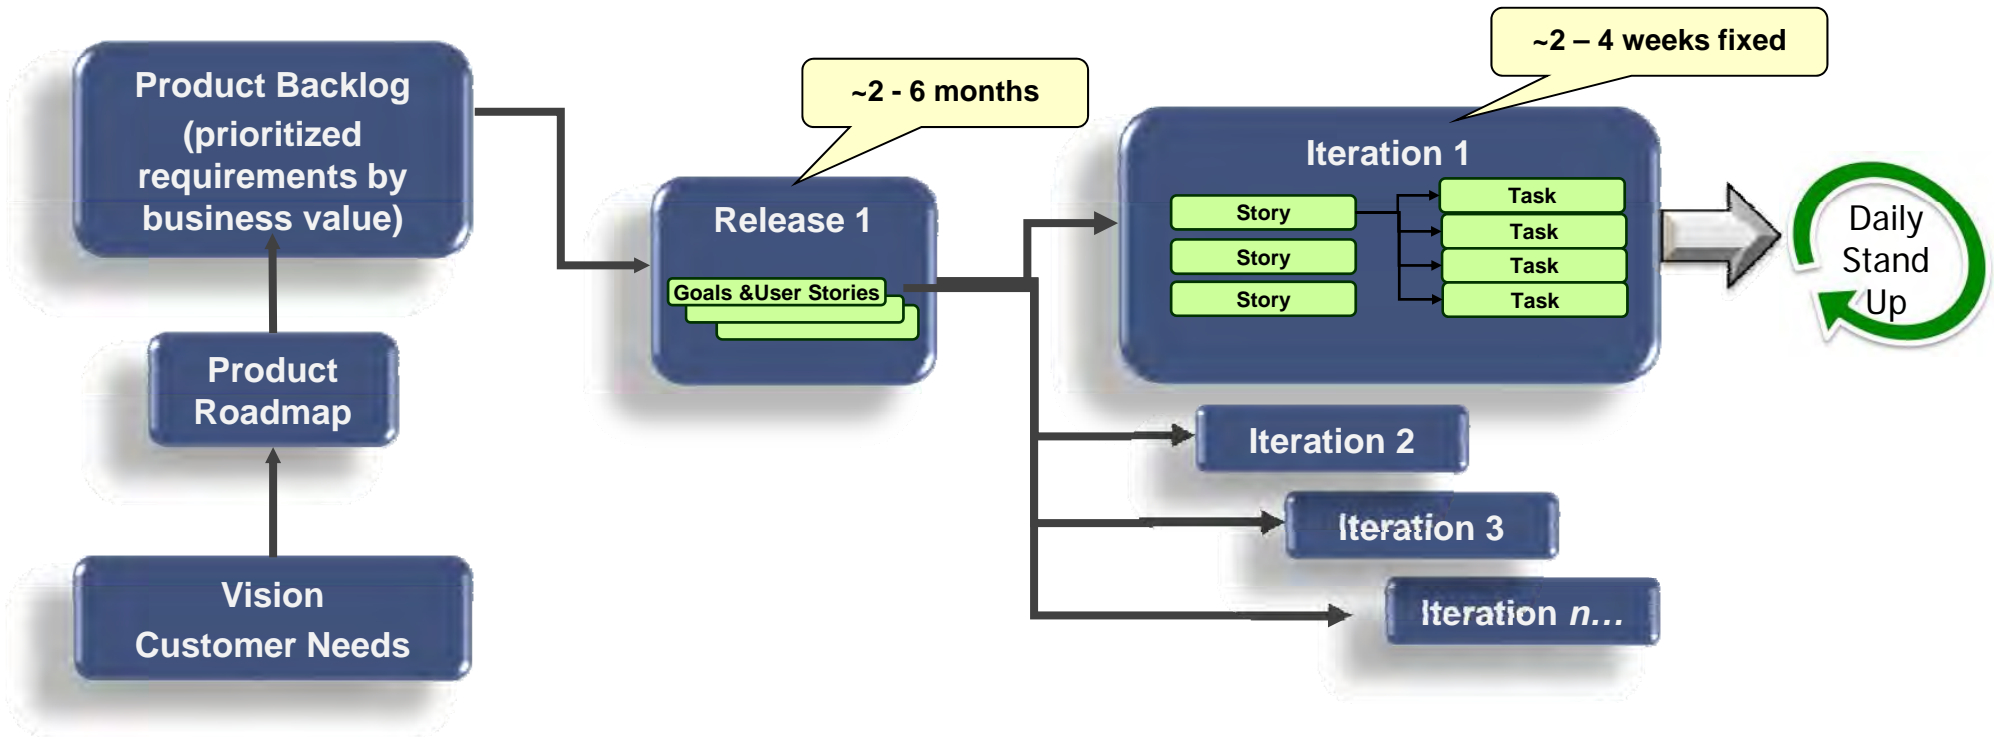 Product Backlog
(prioritized
requirements by
business value)
Product
Roadmap
Vision
Customer Needs
~2 - 6 months
Release 1
Goals &User Stories
~2 – 4 weeks fixed
Iteration 1
Story
Story
Story
Task
Task
Task
Task
Iteration 2
Iteration 3
Iteration n...
Daily
Stand
Up